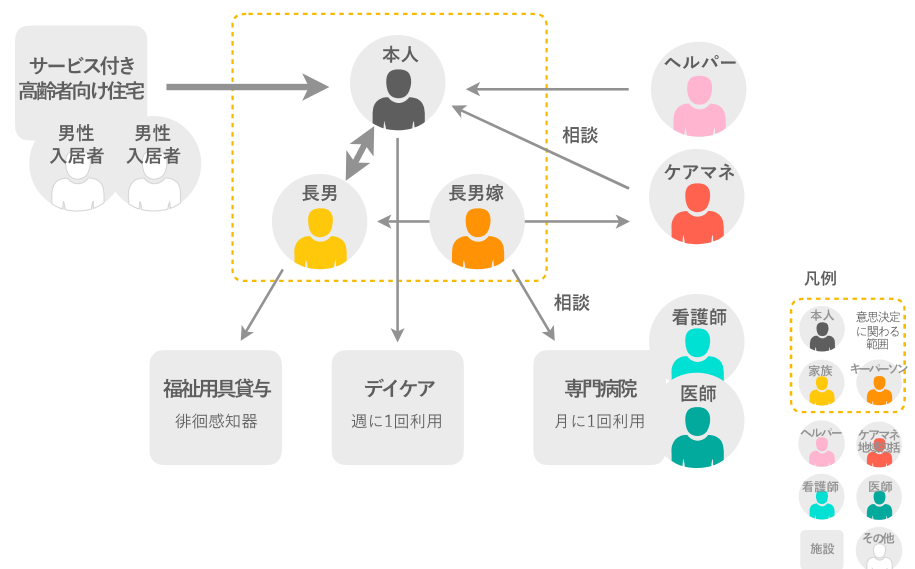 サービス付き
高齢者向け住宅
男性
入居者
男性
入居者
本人
長男
長男嫁
ヘルパー
相談
ケアマネ
相談
福祉用具貸与
徘徊感知器
デイケア
週に1回利用
専門病院
月に1回利用
看護師
医師
凡例
本人
意思決定
に関わる
範囲
家族
キーパーソン
ヘルパー
ケアマネ
地域包括
看護師
医師
施設
その他